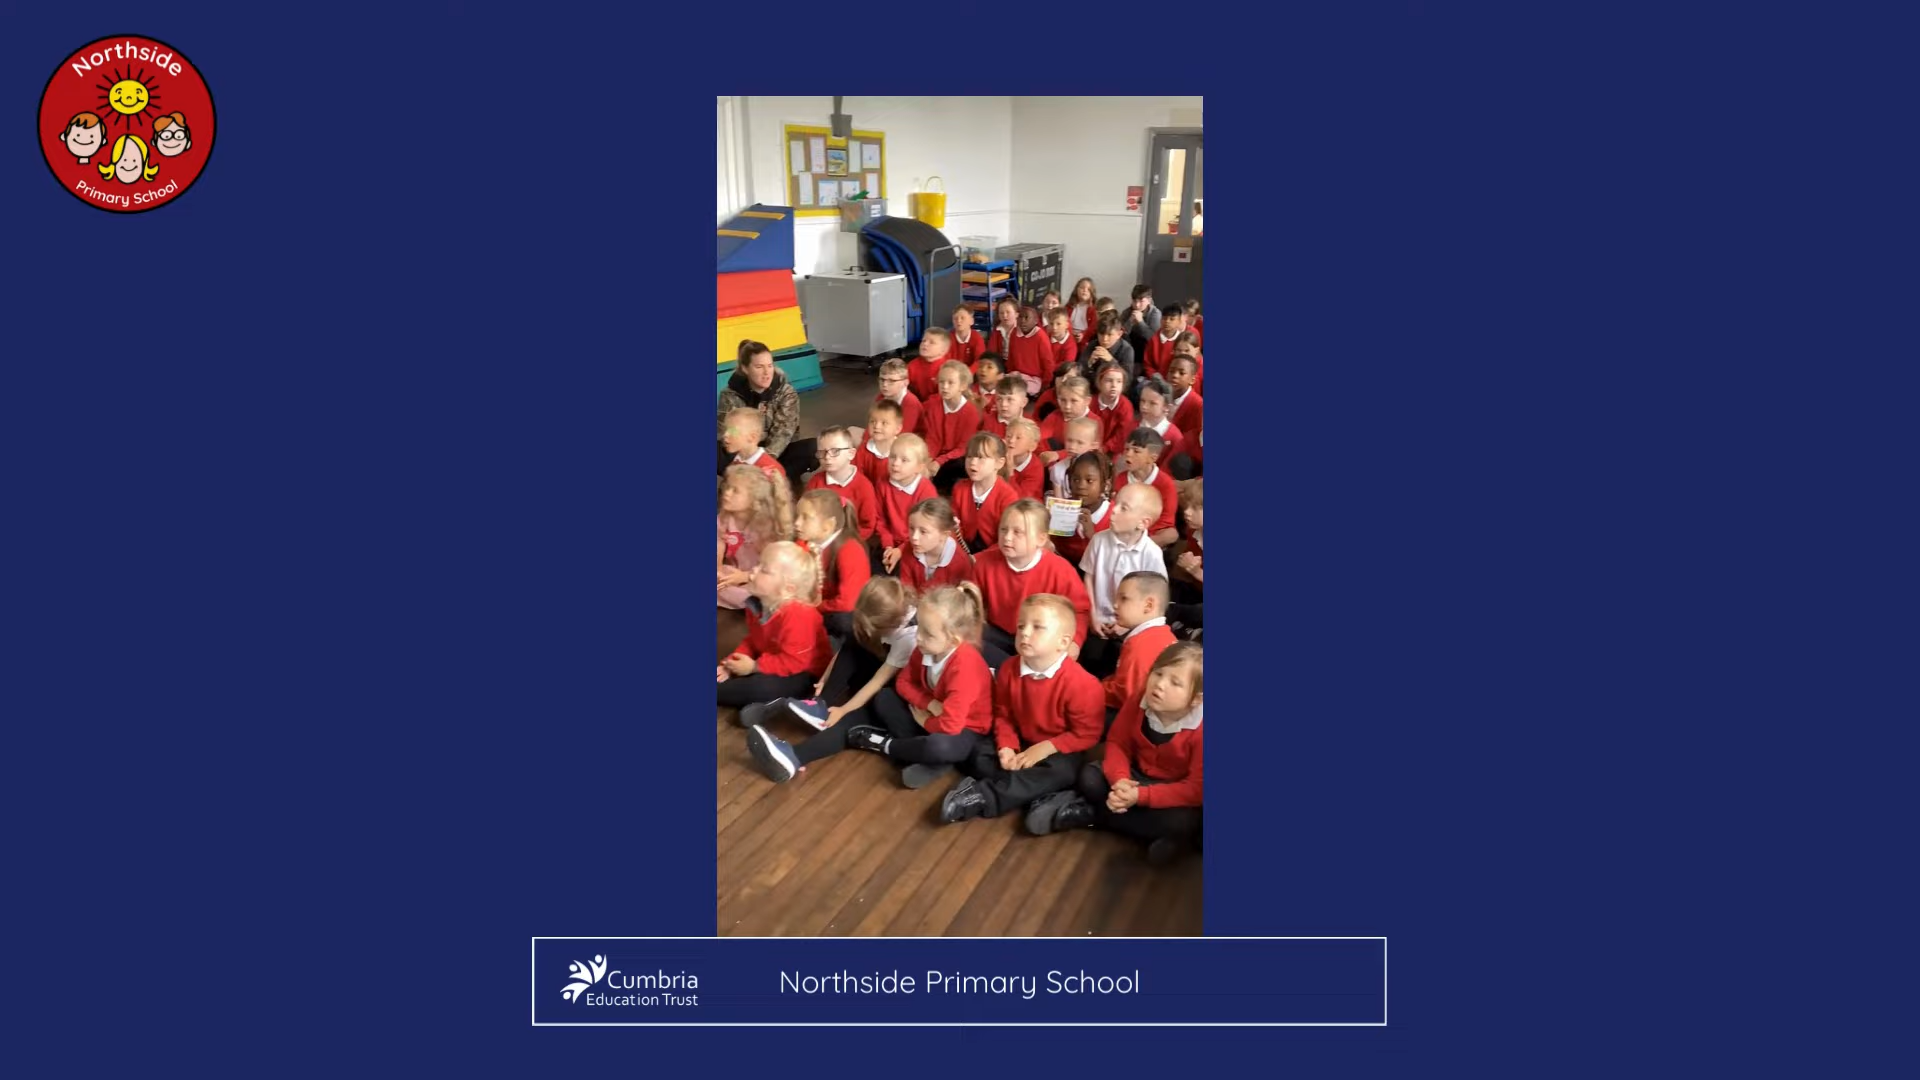 Northside
Primary School
Cumbria
Education Trust
Northside Primary School